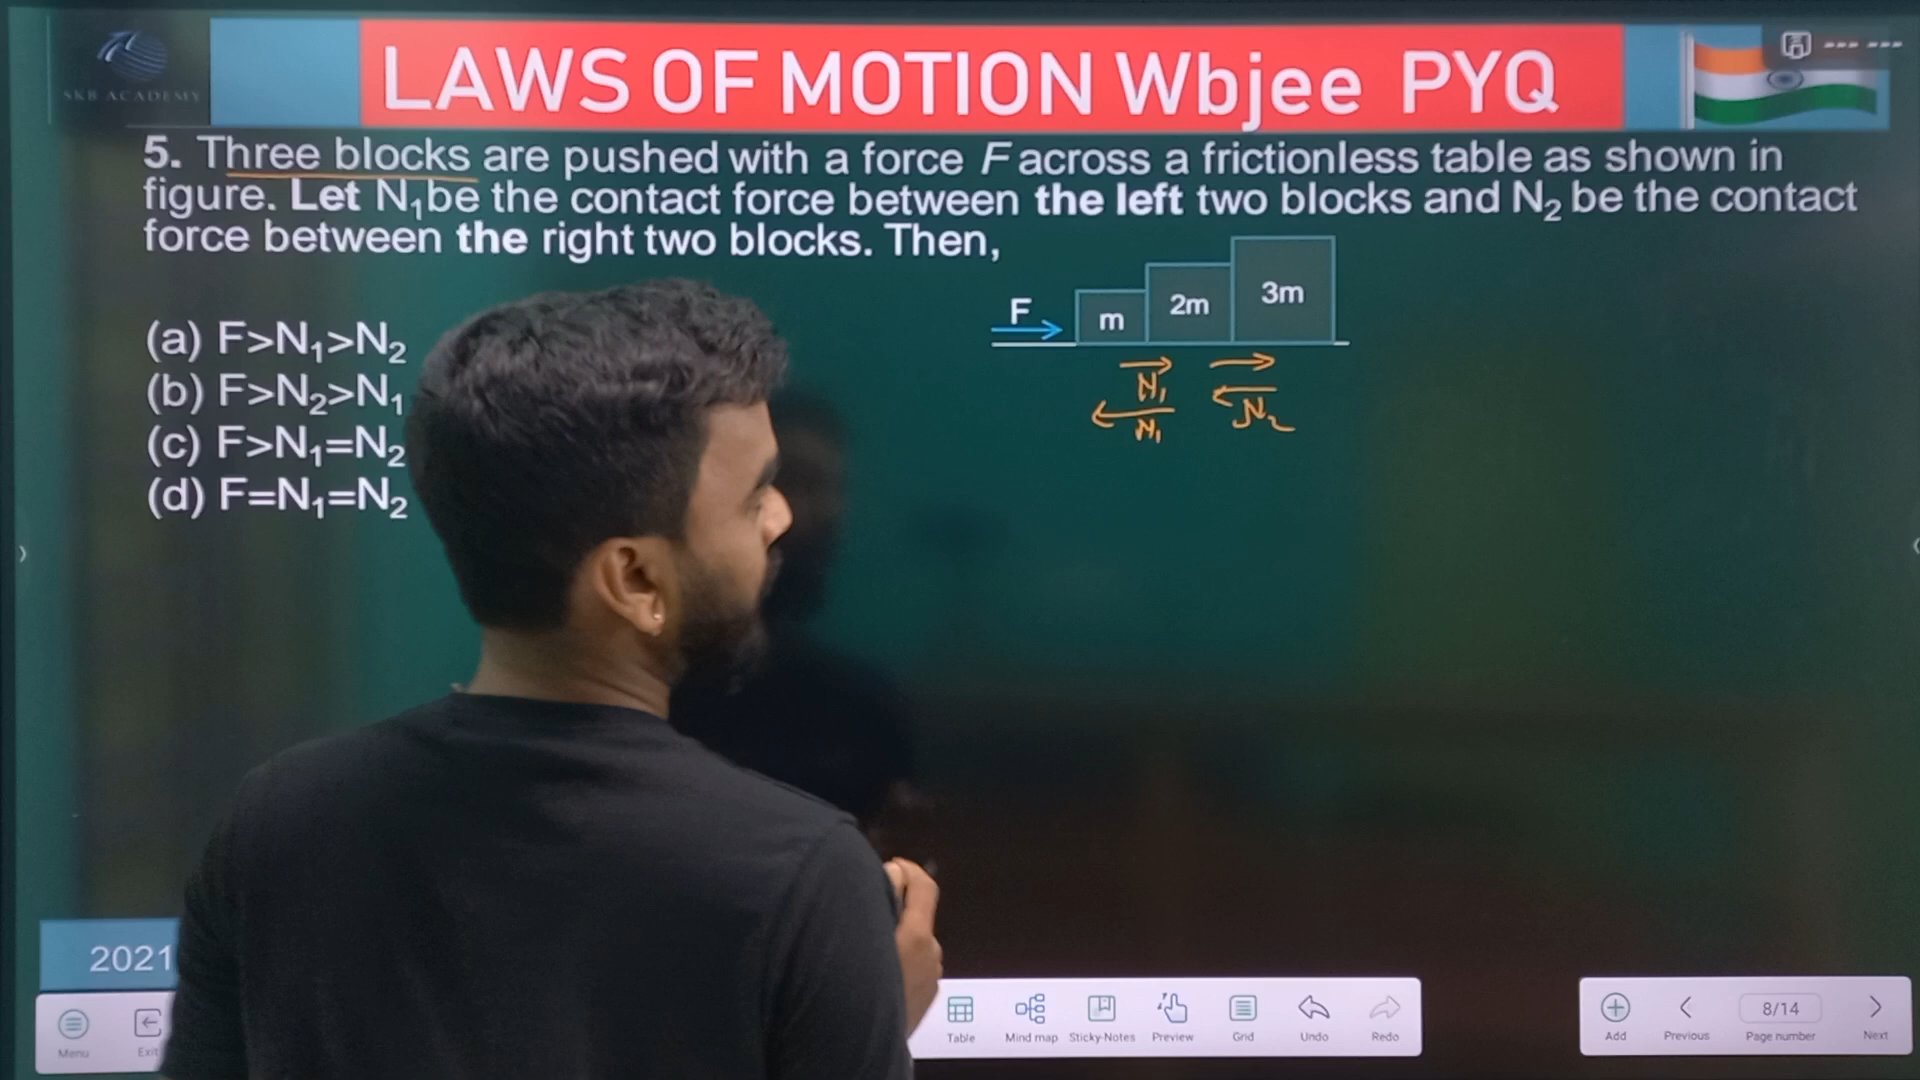 SKB ACADEMY
LAWS OF MOTION Wbjee PYQ
5. Three blocks are pushed with a force F across a frictionless table as shown in
figure. Let N₁ be the contact force between the left two blocks and N₂ be the contact
force between the right two blocks. Then,
F
m
2m
3m
N₁
N₁
N₂
(a) F>N₁>N₂
(b) F>N₂>N₁
(c) F>N₁=N₂
(d) F=N₁=N₂
2021
Menu
Exit
Table
Mind map
Sticky-Notes
Preview
Grid
Undo
Redo
Add
Previous
8/14
Page number
Next